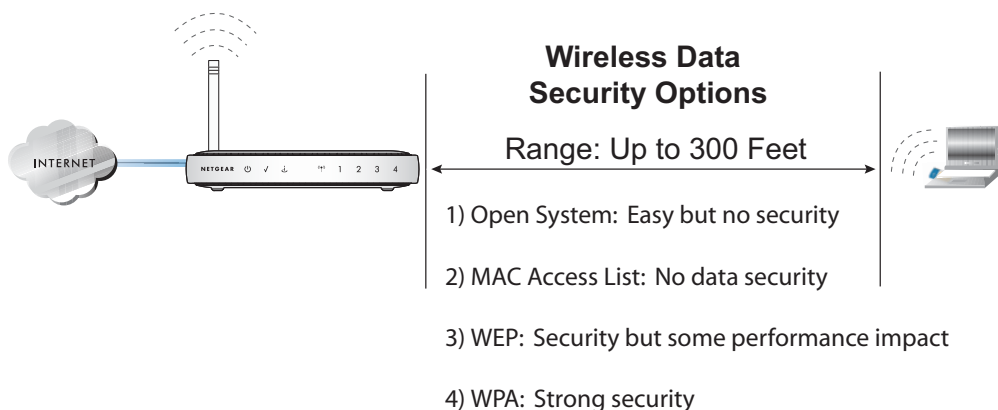 Wireless Data
Security Options
Range: Up to 300 Feet
INTERNET
NETGEAR 1 2 3 4
1) Open System: Easy but no security
2) MAC Access List: No data security
3) WEP: Security but some performance impact
4) WPA: Strong security